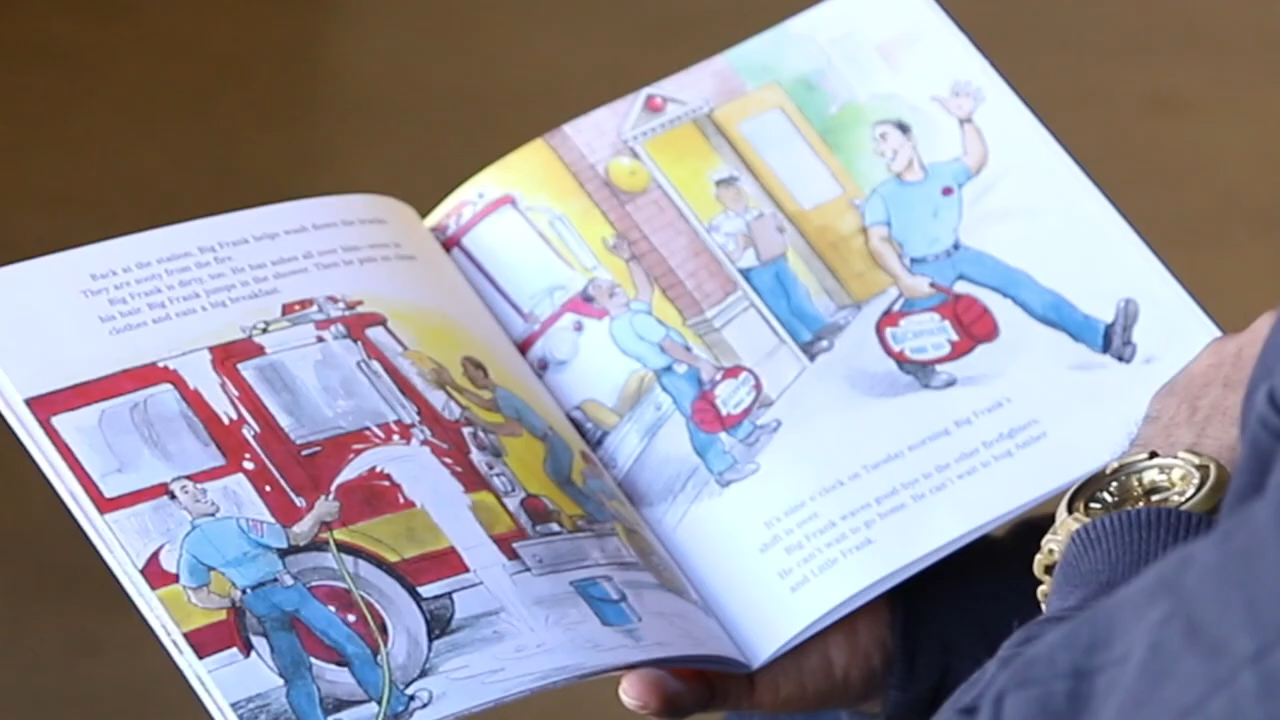 Back at the station, Big Frank helps wash down the trucks.
They are sooty from the fire.
Big Frank is dirty, too. He has ashes all over him—even in
his hair. Big Frank jumps in the shower. Then he puts on clean
clothes and eats a big breakfast.
It's nine o'clock on Tuesday morning. Big Frank's
shift is over.
Big Frank waves good-bye to the other firefighters.
He can't wait to go home. He can't wait to hug Amber
and Little Frank.